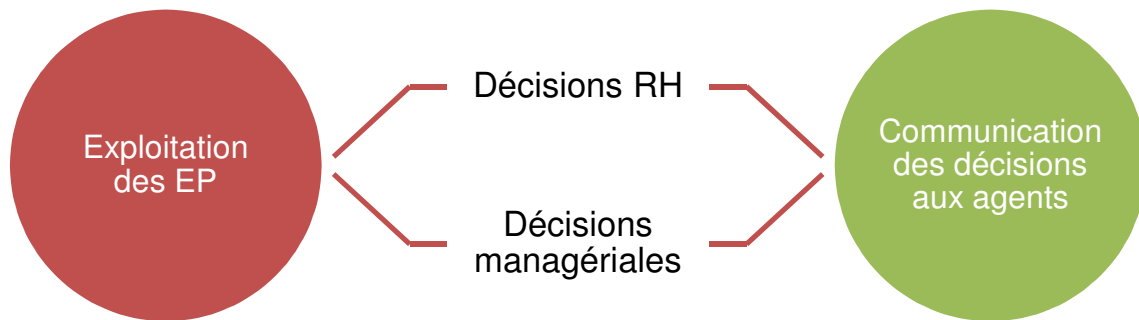 Exploitation
des EP
Décisions RH
Décisions
managériales
Communication
des décisions
aux agents